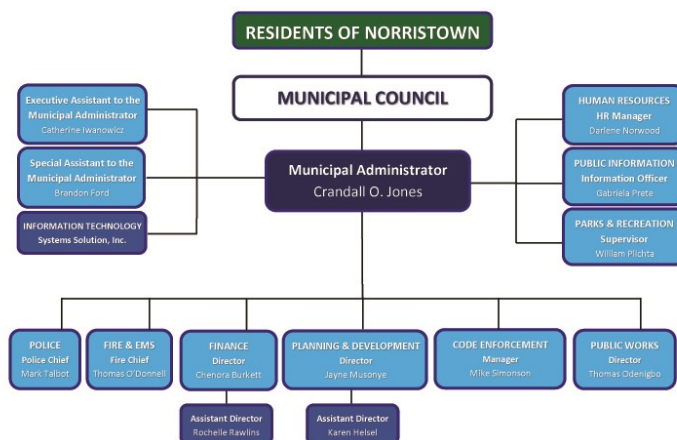 RESIDENTS OF NORRISTOWN
MUNICIPAL COUNCIL
Municipal Administrator
Crandall O. Jones
Executive Assistant to the
Municipal Administrator
Catherine Iwanowicz
Special Assistant to the
Municipal Administrator
Brandon Ford
INFORMATION TECHNOLOGY
Systems Solution, Inc.
HUMAN RESOURCES
HR Manager
Darlene Norwood
PUBLIC INFORMATION
Information Officer
Gabriela Prete
PARKS & RECREATION
Supervisor
William Plichta
POLICE
Police Chief
Mark Talbot
FIRE & EMS
Fire Chief
Thomas O'Donnell
FINANCE
Director
Chenora Burkett
Assistant Director
Rochelle Rawlins
PLANNING & DEVELOPMENT
Director
Jayne Musonye
Assistant Director
Karen Helsel
CODE ENFORCEMENT
Manager
Mike Simonson
PUBLIC WORKS
Director
Thomas Odenigbo